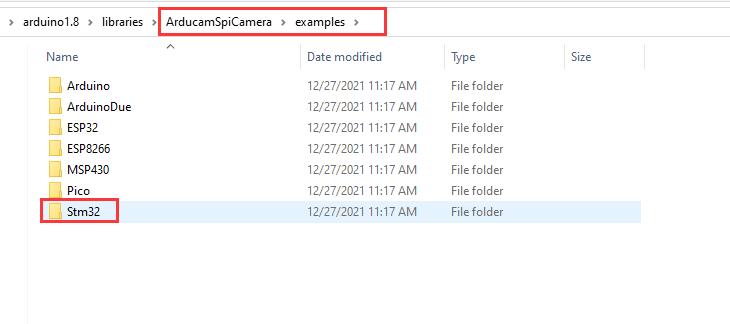 arduino1.8 > libraries > ArducamSpiCamera > examples >
Name Date modified Type Size
Arduino 12/27/2021 11:17 AM File folder
ArduinoDue 12/27/2021 11:17 AM File folder
ESP32 12/27/2021 11:17 AM File folder
ESP8266 12/27/2021 11:17 AM File folder
MSP430 12/27/2021 11:17 AM File folder
Pico 12/27/2021 11:17 AM File folder
Stm32 12/27/2021 11:17 AM File folder